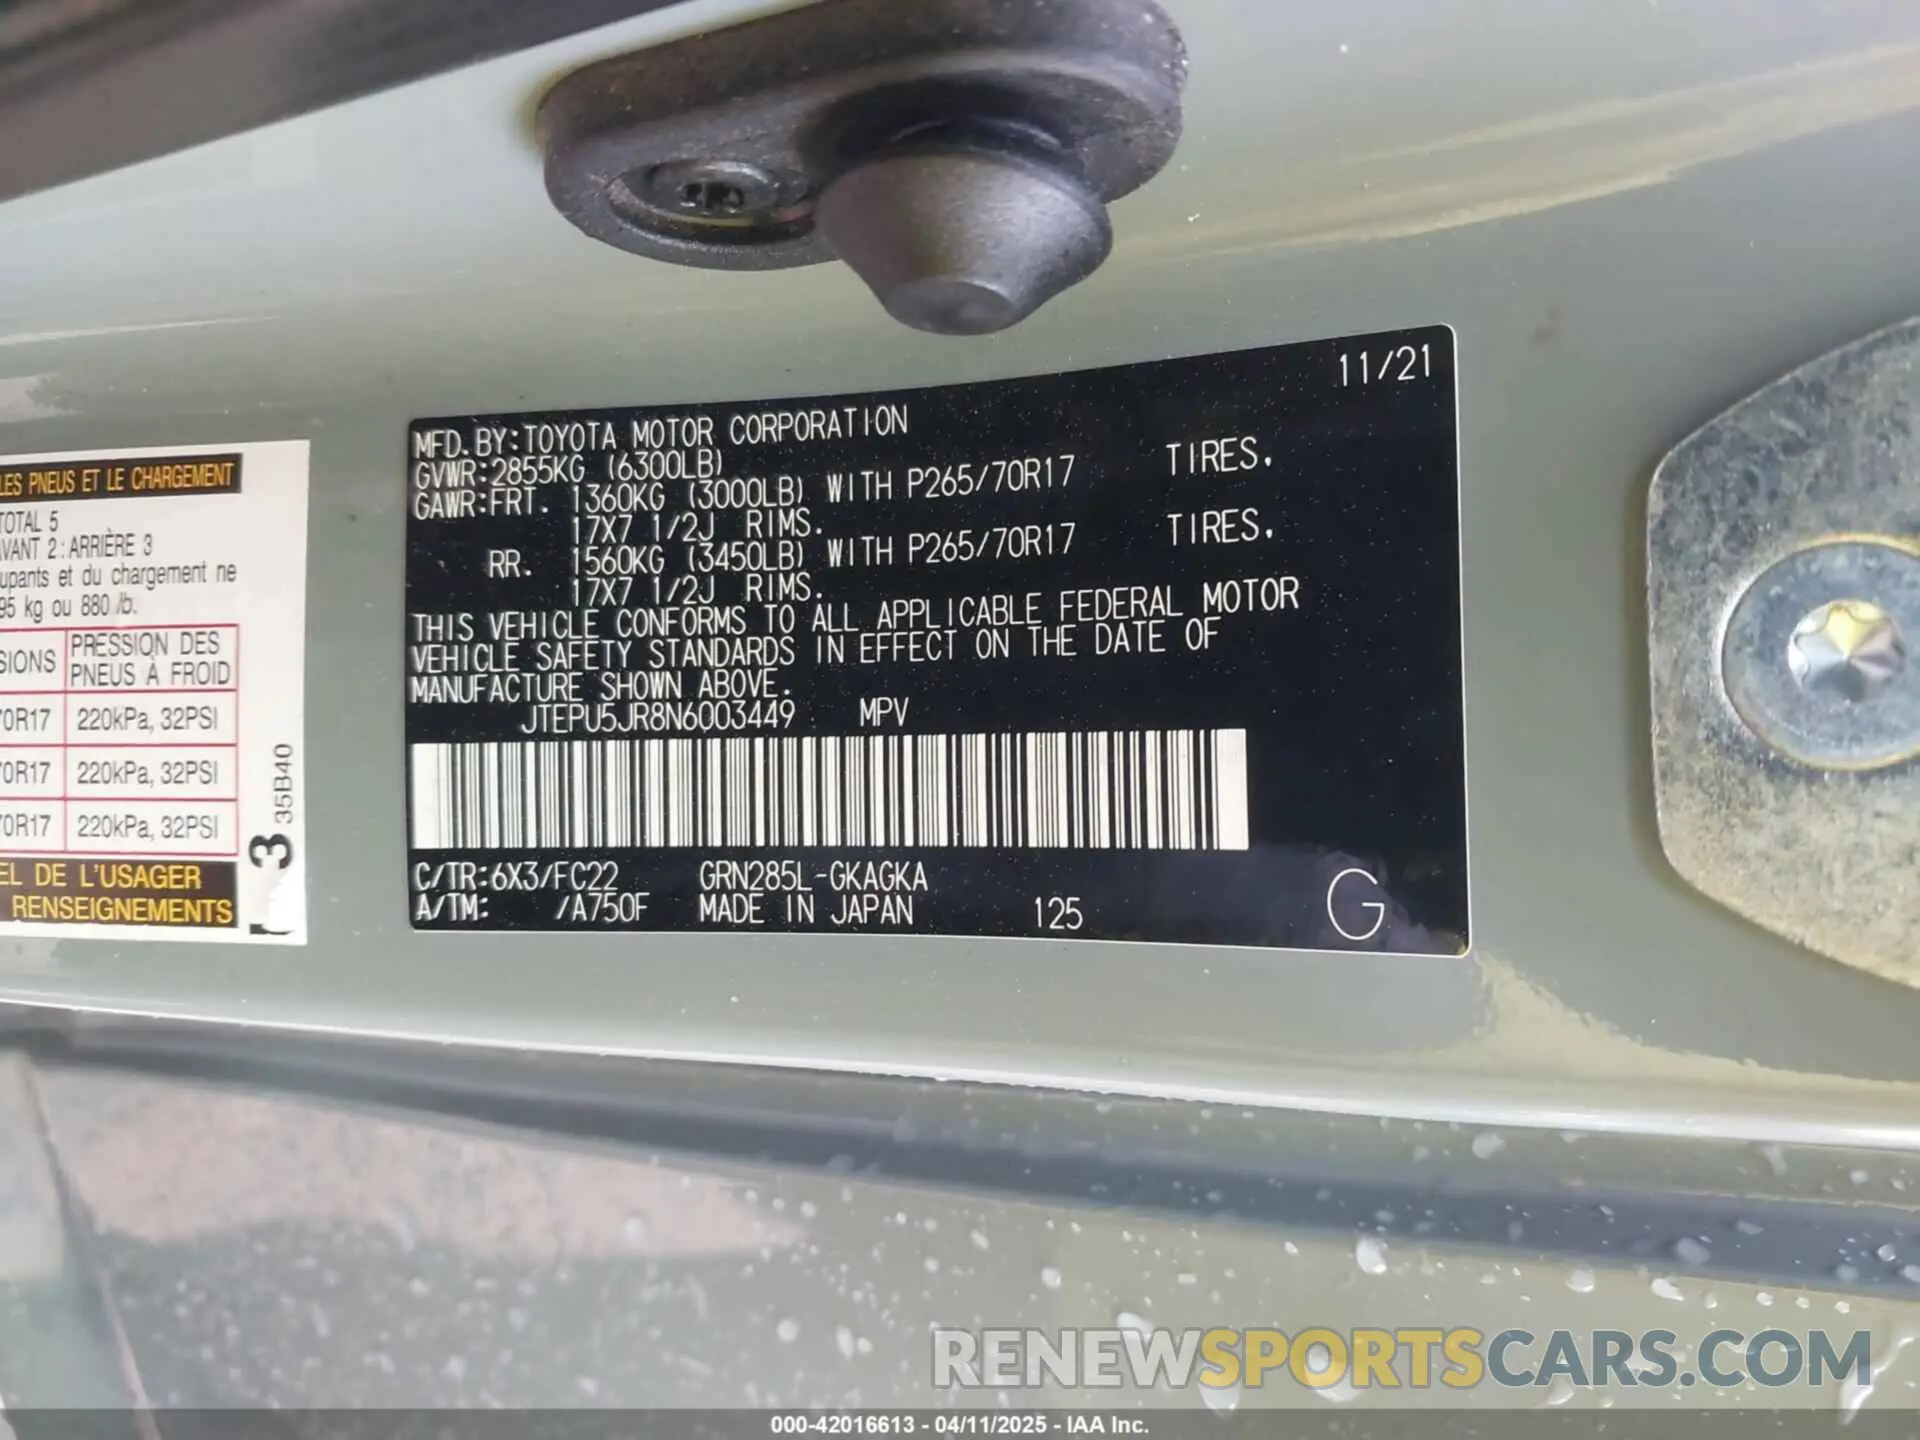 11/21
MFD. BY:TOYOTA MOTOR CORPORATION
GVWR:2855KG (6300LB)
GAWR:FRT. 1360KG (3000LB) WITH P265/70R17 TIRES.
17X7 1/2J RIMS.
RR. 1560KG (3450LB) WITH P265/70R17 TIRES.
17X7 1/2J RIMS.
THIS VEHICLE CONFORMS TO ALL APPLICABLE FEDERAL MOTOR
VEHICLE SAFETY STANDARDS IN EFFECT ON THE DATE OF
MANUFACTURE SHOWN ABOVE.
JTEPU5JR8N6003449 MPV
C/TR:6X3/FC22 GRN285L-GKAGKA
A/TM: /A750F MADE IN JAPAN 125 G
LES PNEUS ET LE CHARGEMENT
TOTAL 5
AVANT 2 : ARRIÈRE 3
upants et du chargement ne
95 kg ou 880 lb.
SIONS PRESSION DES
PNEUS À FROID
70R17 220kPa, 32PSI
70R17 220kPa, 32PSI
70R17 220kPa, 32PSI
EL DE L'USAGER
RENSEIGNEMENTS
35B40
3
RENEWSPORTSCARS.COM
000-42016613 - 04/11/2025 - IAA Inc.